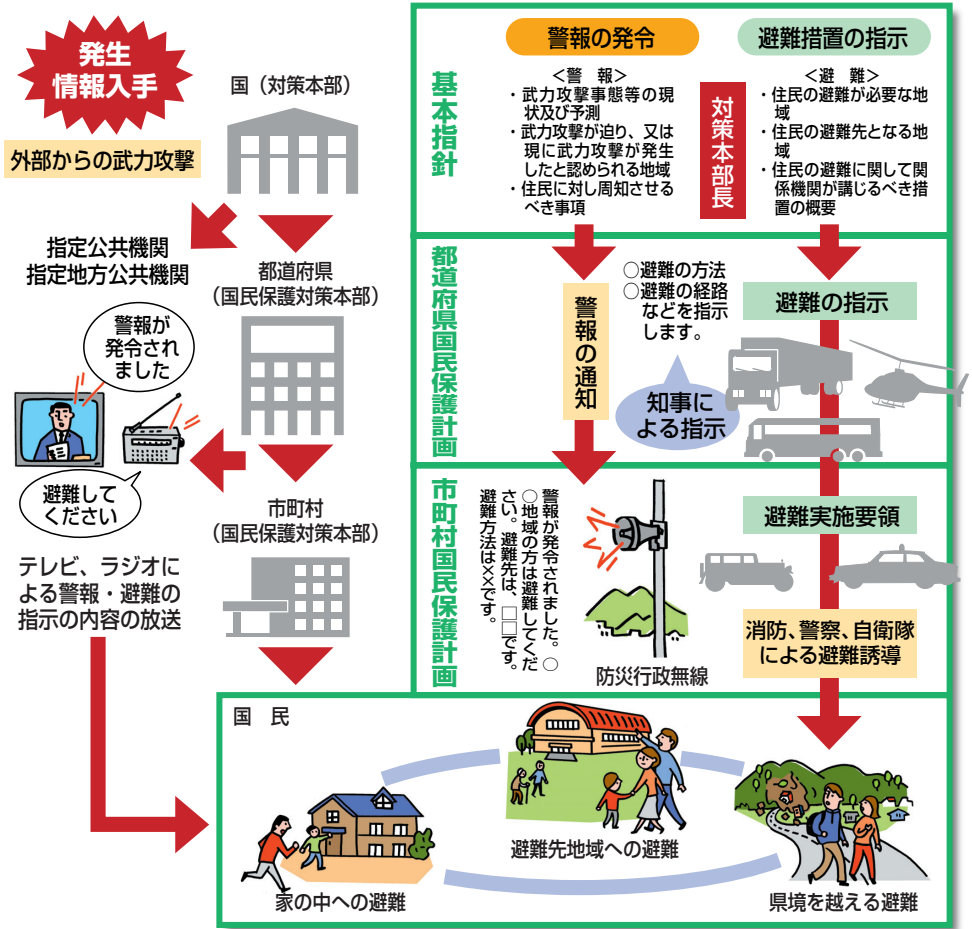 発生
情報入手
外部からの武力攻撃
国（対策本部）
指定公共機関
指定地方公共機関
都道府県
（国民保護対策本部）
警報が
発令され
ました
避難して
ください
テレビ、ラジオに
よる警報・避難の
指示の内容の放送
市町村
（国民保護対策本部）
基本指針
警報の発令
＜警　報＞
・武力攻撃事態等の現
状及び予測
・武力攻撃が迫り、又は
現に武力攻撃が発生
したと認められる地域
・住民に対し周知させる
べき事項
対策本部長
避難措置の指示
＜避　難＞
・住民の避難が必要な地
域
・住民の避難先となる地
域
・住民の避難に関して関
係機関が講じるべき措
置の概要
都道府県国民保護計画
警報の通知
○避難の方法
○避難の経路
などを指示
します。
知事に
よる指示
避難の指示
市町村国民保護計画
警報が発令されました。○
○地域の方は避難してくだ
さい。避難先は、□□です。
避難方法は××です。
防災行政無線
避難実施要領
消防、警察、自衛隊
による避難誘導
国　民
家の中への避難
避難先地域への避難
県境を越える避難